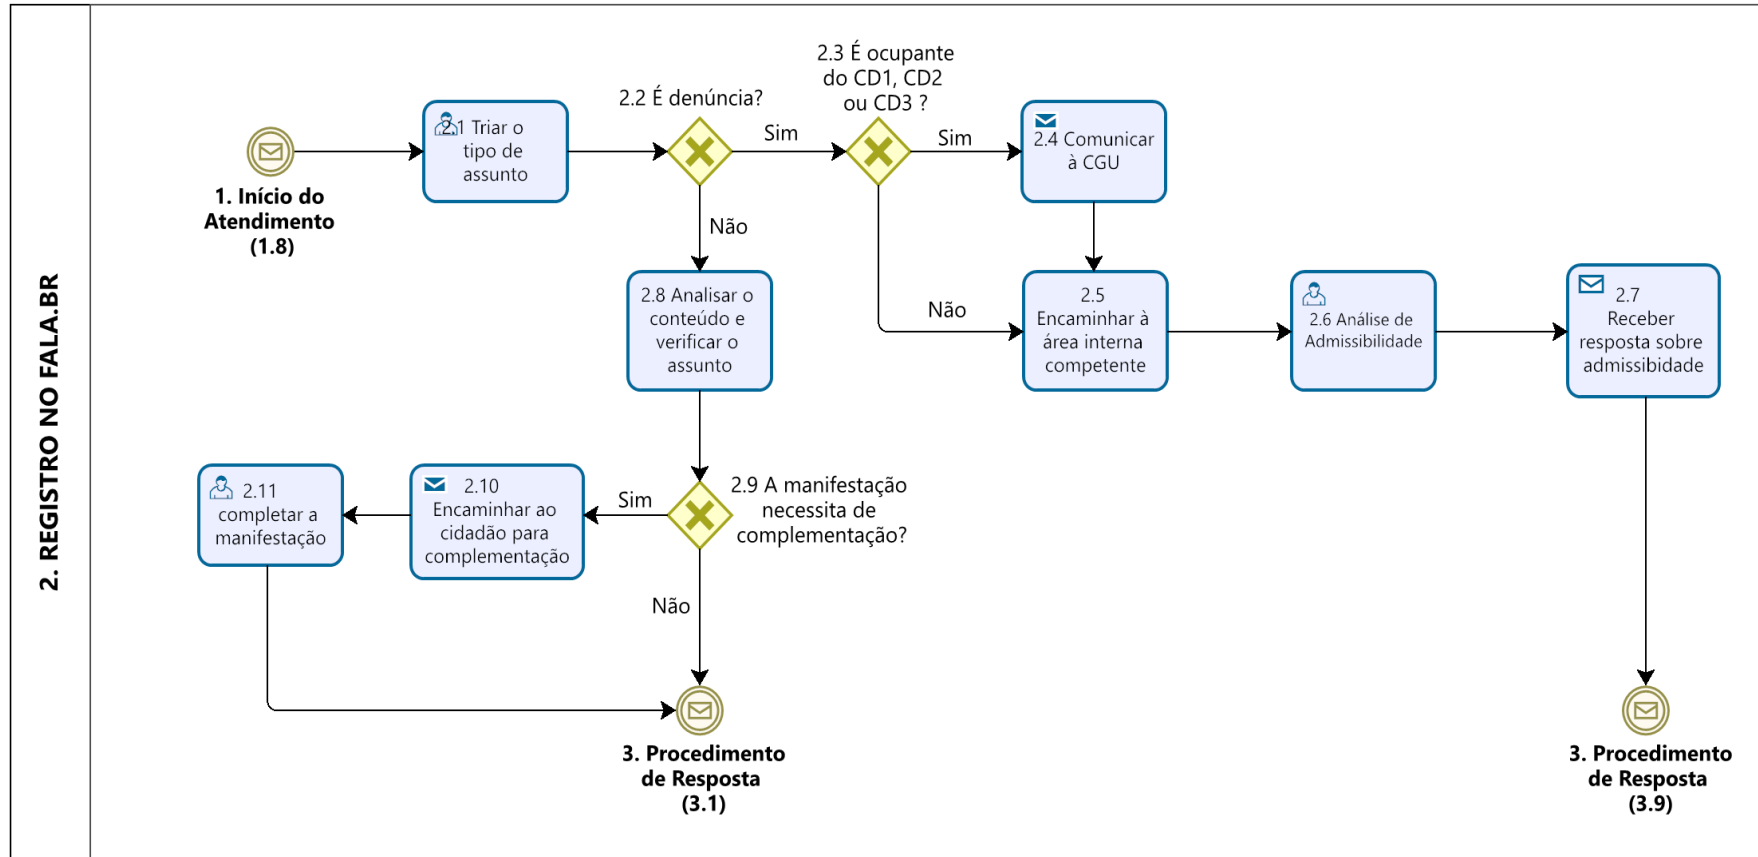 2. REGISTRO NO FALA.BR
1. Início do
Atendimento
(1.8)
2.1 Triar o
tipo de
assunto
2.2 É denúncia?
Sim
Não
2.3 É ocupante
do CD1, CD2
ou CD3 ?
Sim
Não
2.4 Comunicar
à CGU
2.5
Encaminhar à
área interna
competente
2.6 Análise de
Admissibilidade
2.7
Receber
resposta sobre
admissibidade
2.8 Analisar o
conteúdo e
verificar o
assunto
2.9 A manifestação
necessita de
complementação?
Sim
Não
2.10
Encaminhar ao
cidadão para
complementação
2.11
completar a
manifestação
3. Procedimento
de Resposta
(3.1)
3. Procedimento
de Resposta
(3.9)